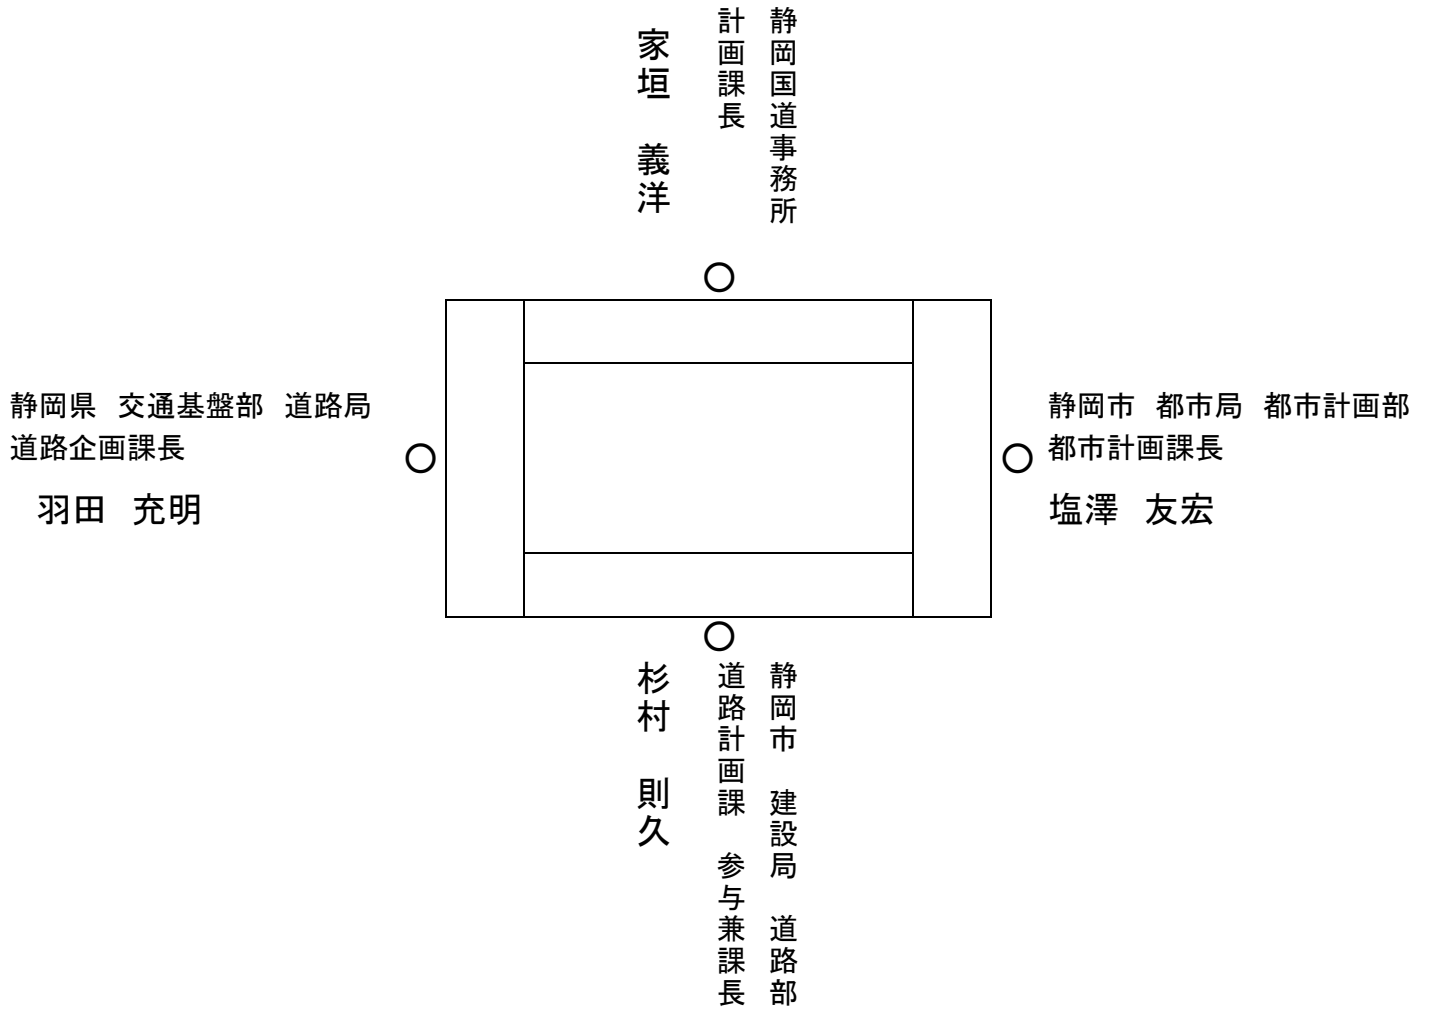 静岡国道事務所
計画課長
家垣　義洋
静岡県　交通基盤部　道路局
道路企画課長
羽田　充明
静岡市　都市局　都市計画部
都市計画課長
塩澤　友宏
静岡市　建設局　道路部
道路計画課　参与兼課長
杉村　則久